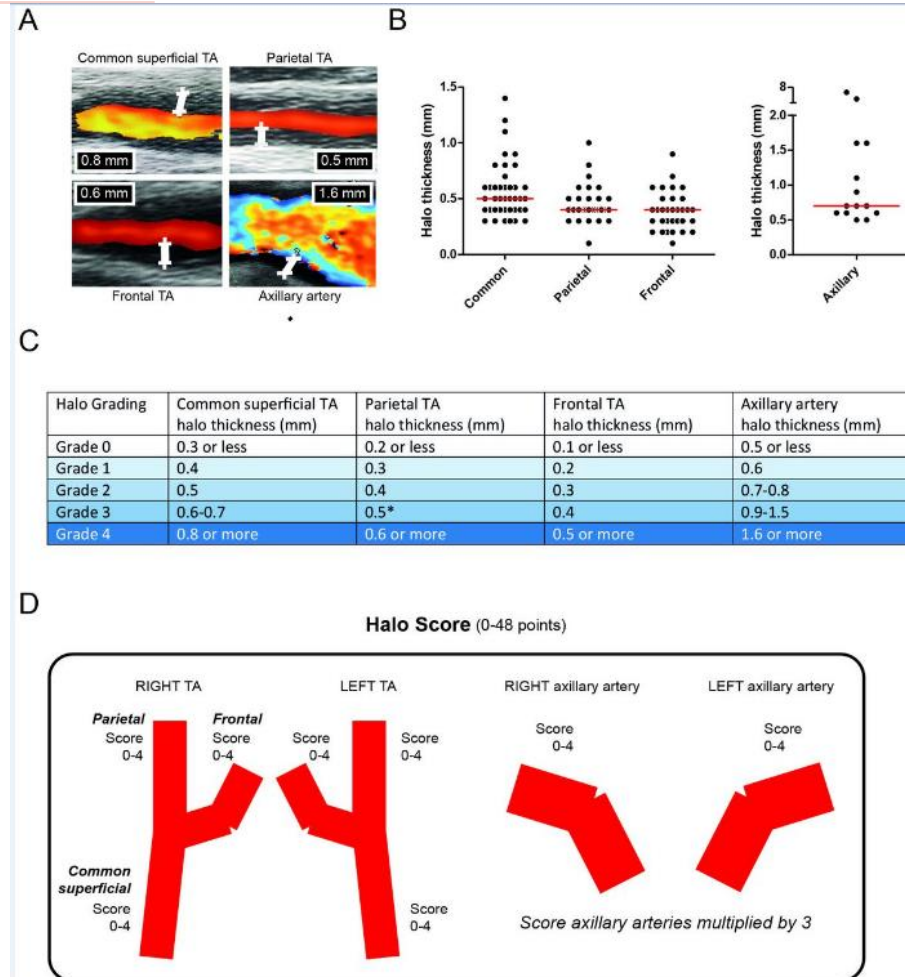 A
Common superficial TA
Parietal TA
0.8 mm
0.5 mm
0.6 mm
1.6 mm
Frontal TA
Axillary artery
B
Halo thickness (mm)
1.5
1.0
0.5
0.0
Common
Parietal
Frontal
Halo thickness (mm)
8
2.0
1.5
1.0
0.5
0
Axillary
C
Halo Grading Common superficial TA halo thickness (mm) Parietal TA halo thickness (mm) Frontal TA halo thickness (mm) Axillary artery halo thickness (mm)
Grade 0 0.3 or less 0.2 or less 0.1 or less 0.5 or less
Grade 1 0.4 0.3 0.2 0.6
Grade 2 0.5 0.4 0.3 0.7-0.8
Grade 3 0.6-0.7 0.5* 0.4 0.9-1.5
Grade 4 0.8 or more 0.6 or more 0.5 or more 1.6 or more
D
Halo Score (0-48 points)
RIGHT TA
LEFT TA
RIGHT axillary artery
LEFT axillary artery
Parietal
Score
0-4
Frontal
Score
0-4
Score
0-4
Score
0-4
Score
0-4
Score
0-4
Common
superficial
Score
0-4
Score
0-4
Score axillary arteries multiplied by 3